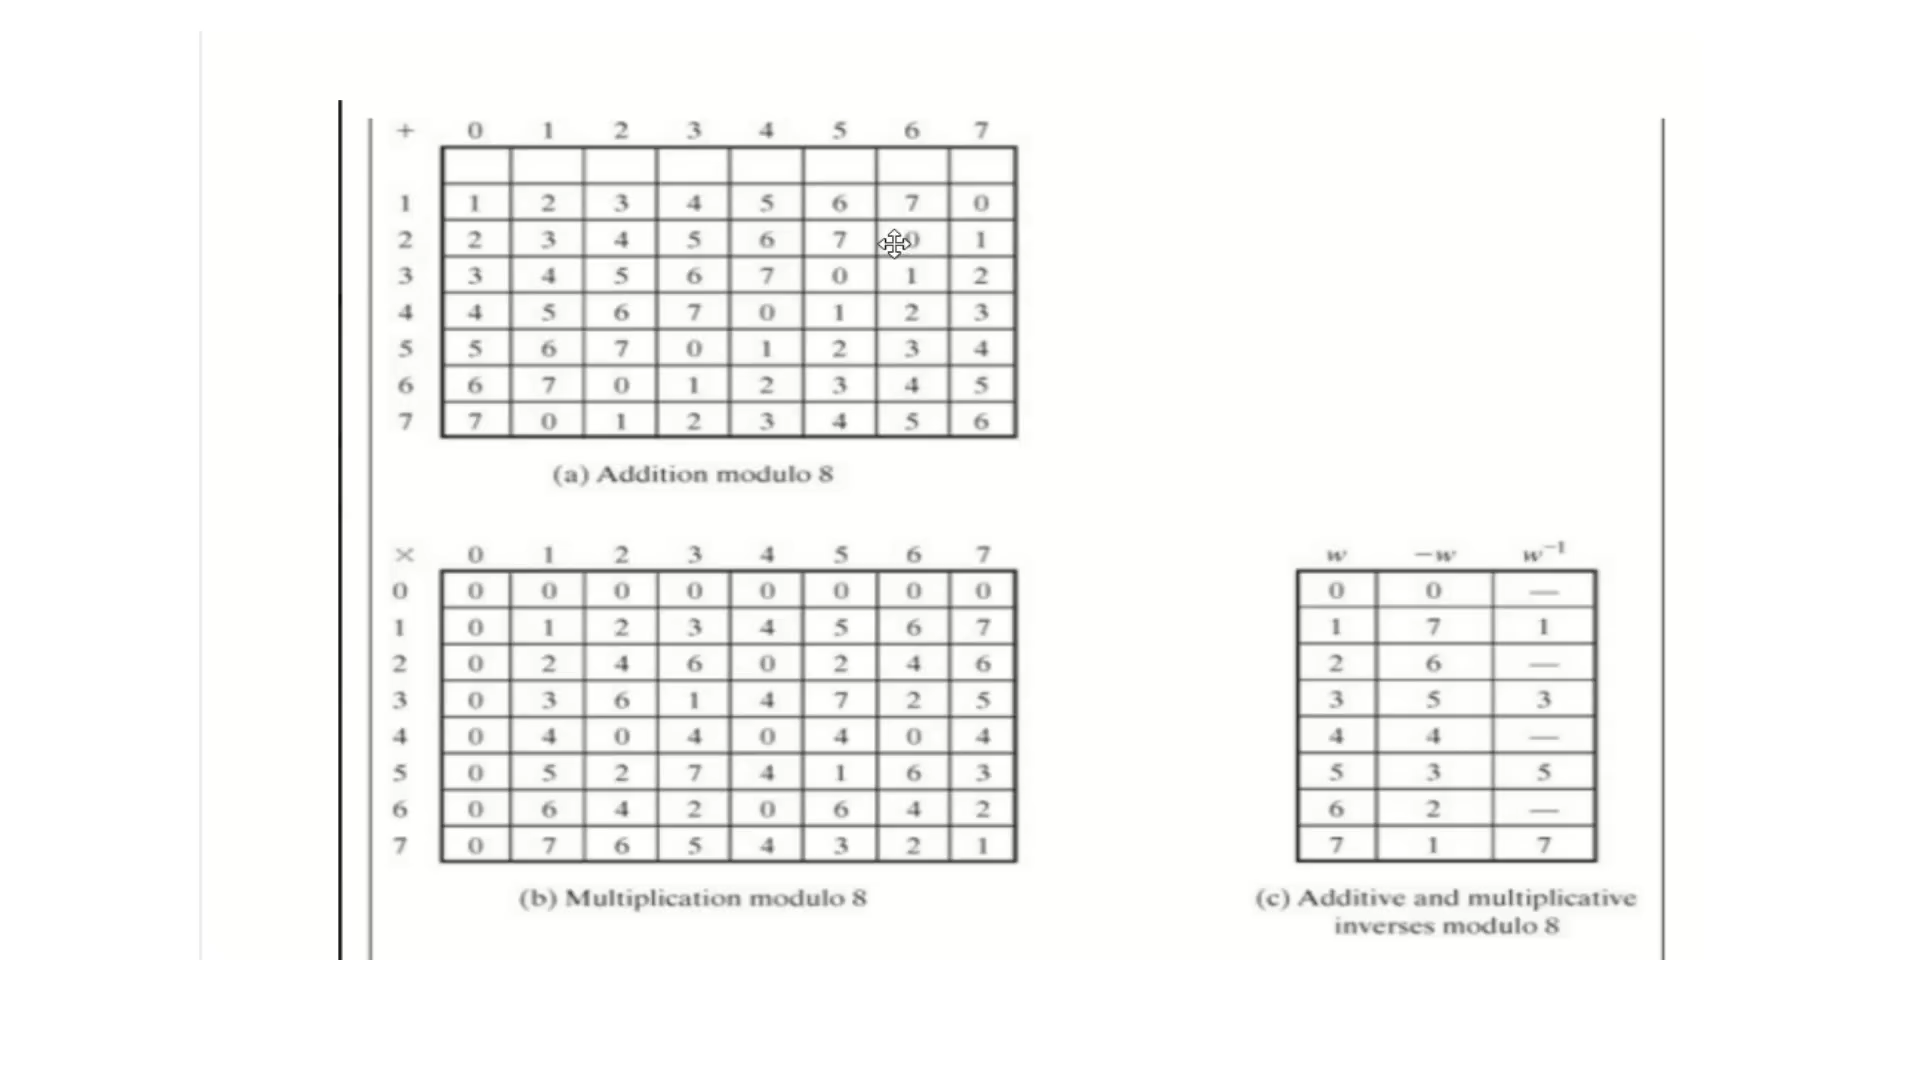 + 0 1 2 3 4 5 6 7
1 1 2 3 4 5 6 7 0
2 2 3 4 5 6 7 0 1
3 3 4 5 6 7 0 1 2
4 4 5 6 7 0 1 2 3
5 5 6 7 0 1 2 3 4
6 6 7 0 1 2 3 4 5
7 7 0 1 2 3 4 5 6
(a) Addition modulo 8
× 0 1 2 3 4 5 6 7
0 0 0 0 0 0 0 0 0
1 0 1 2 3 4 5 6 7
2 0 2 4 6 0 2 4 6
3 0 3 6 1 4 7 2 5
4 0 4 0 4 0 4 0 4
5 0 5 2 7 4 1 6 3
6 0 6 4 2 0 6 4 2
7 0 7 6 5 4 3 2 1
(b) Multiplication modulo 8
w −w w⁻¹
0 0 —
1 7 1
2 6 —
3 5 3
4 4 —
5 3 5
6 2 —
7 1 7
(c) Additive and multiplicative
inverses modulo 8